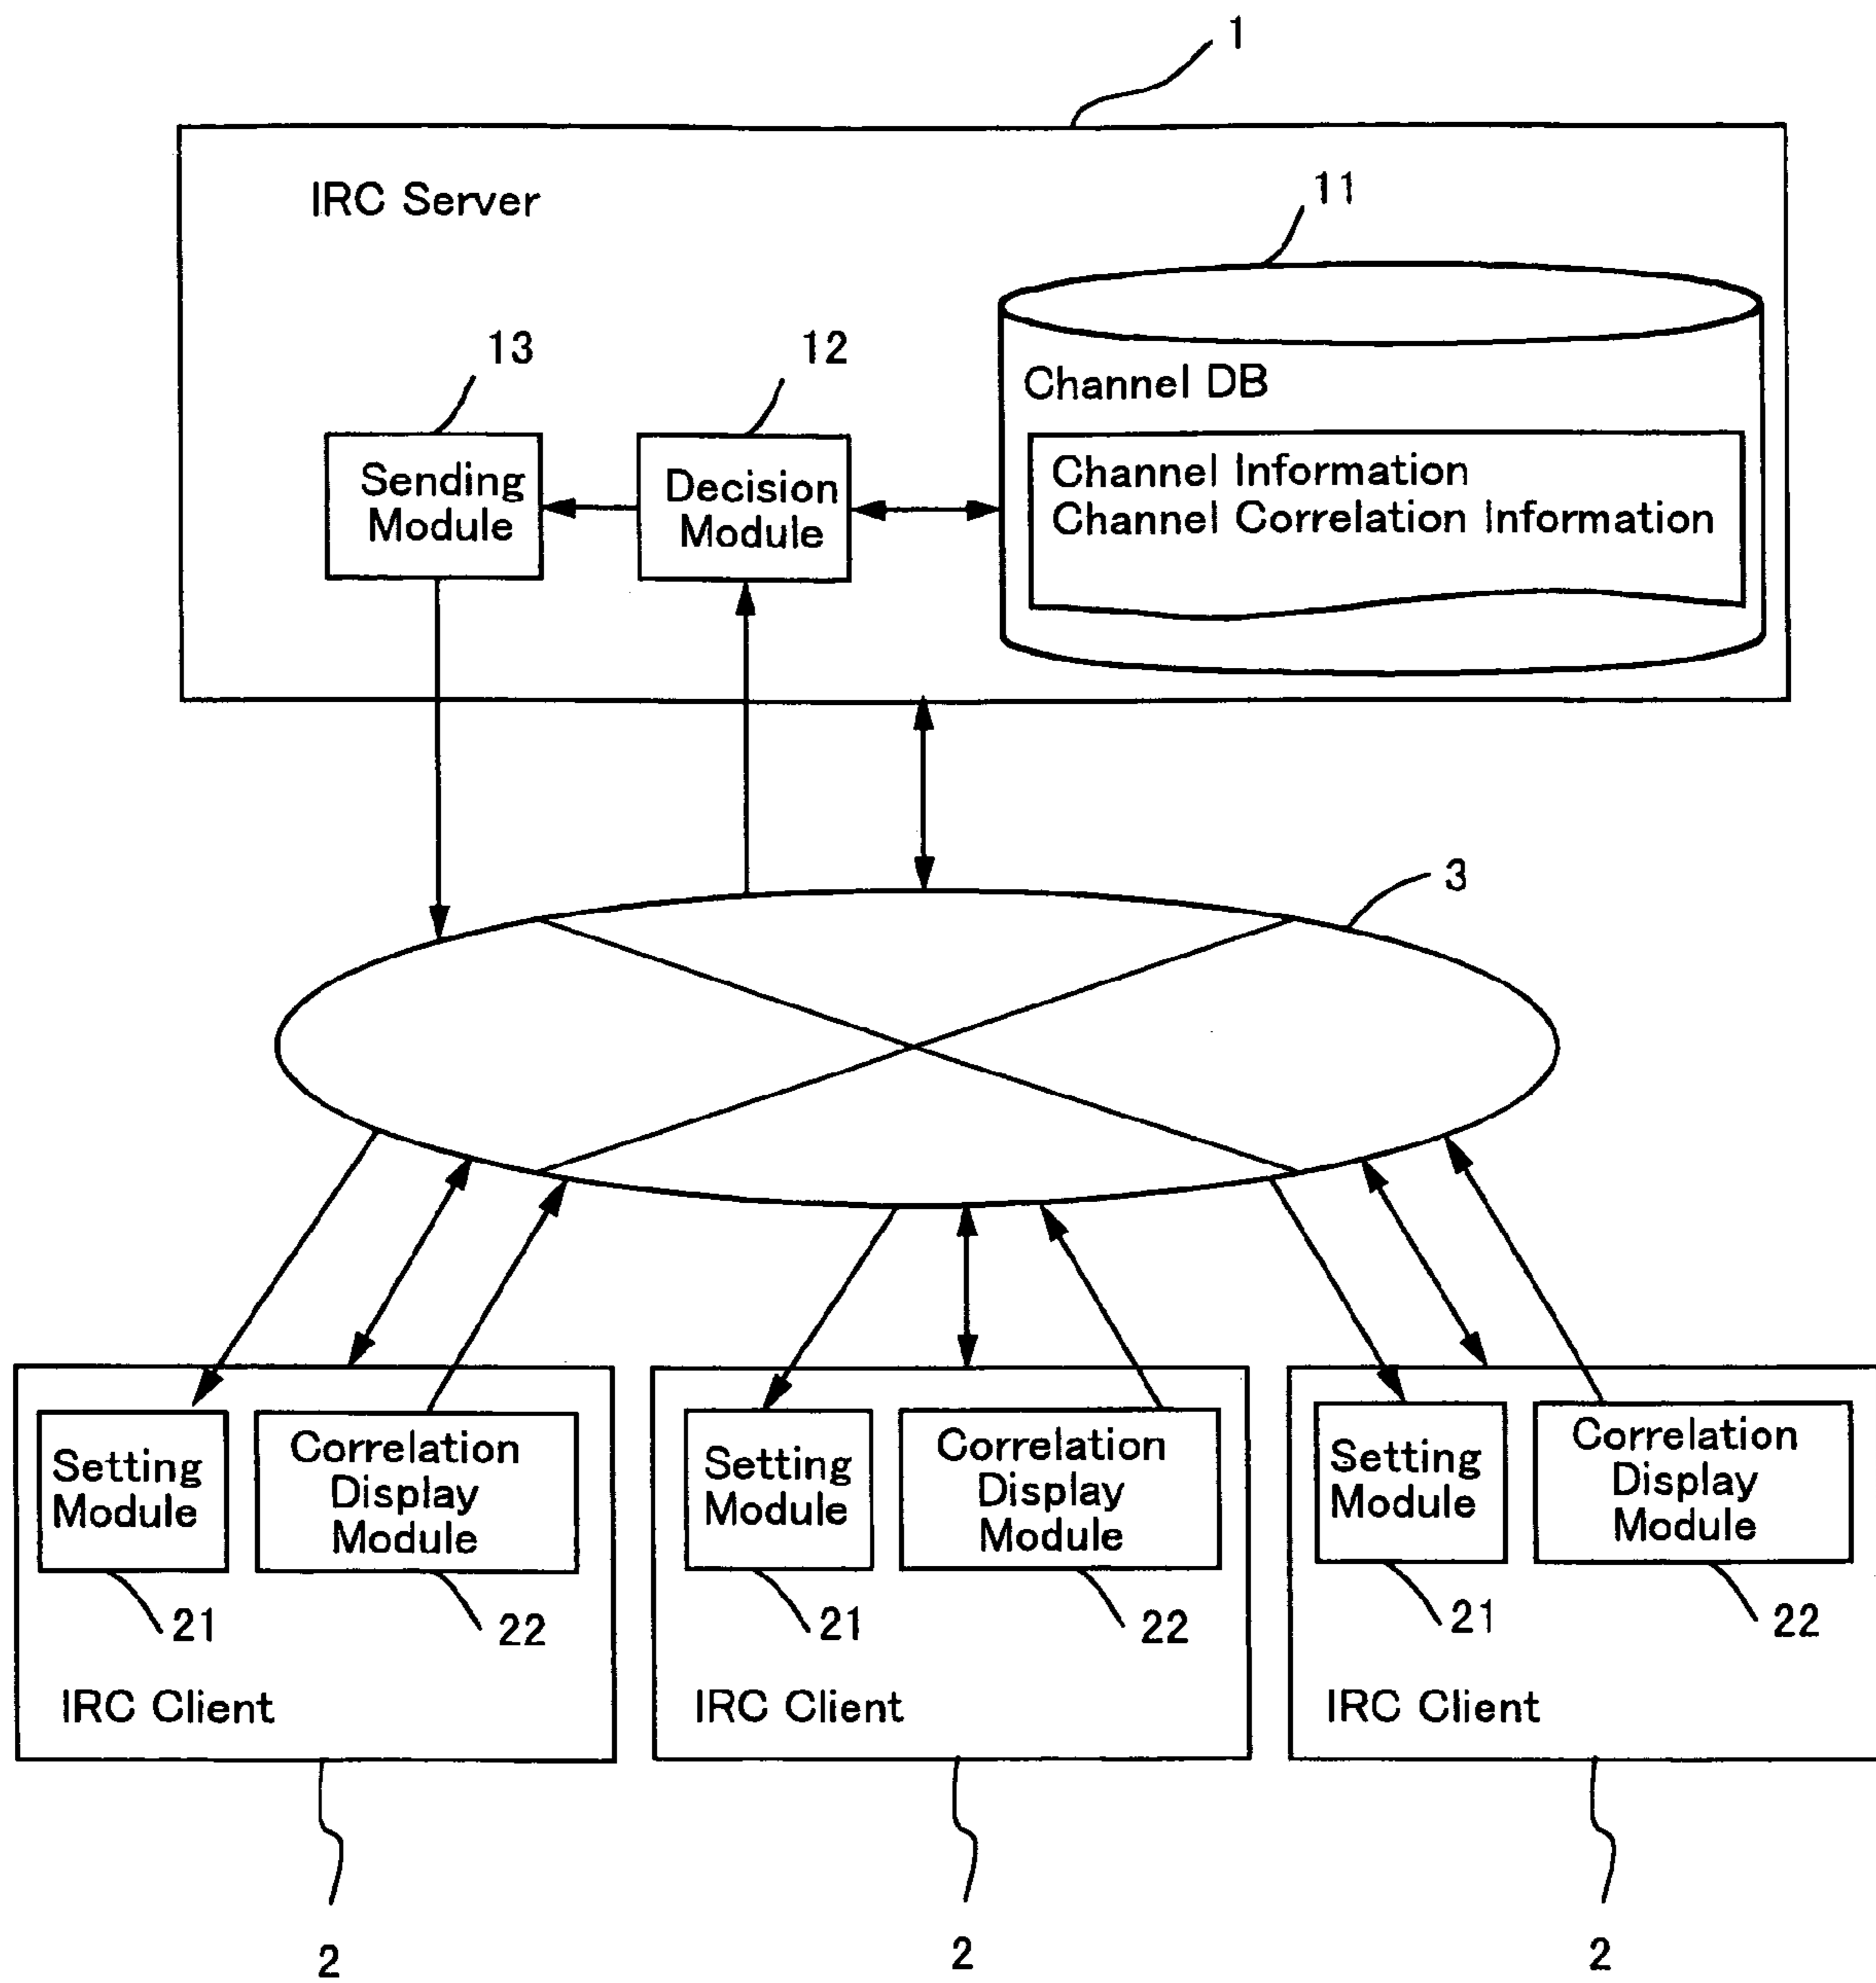 1
IRC Server
11
13
12
Channel DB
Sending
Module
Decision
Module
Channel Information
Channel Correlation Information
3
Setting
Module
Correlation
Display
Module
Setting
Module
Correlation
Display
Module
Setting
Module
Correlation
Display
Module
21
22
21
22
21
22
IRC Client
IRC Client
IRC Client
2
2
2